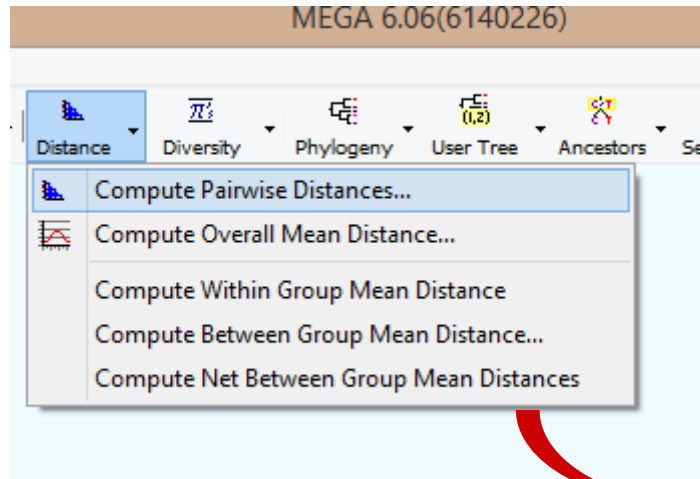 MEGA 6.06(6140226)
Distance Diversity Phylogeny User Tree Ancestors Se
Compute Pairwise Distances...
Compute Overall Mean Distance...
Compute Within Group Mean Distance
Compute Between Group Mean Distance...
Compute Net Between Group Mean Distances